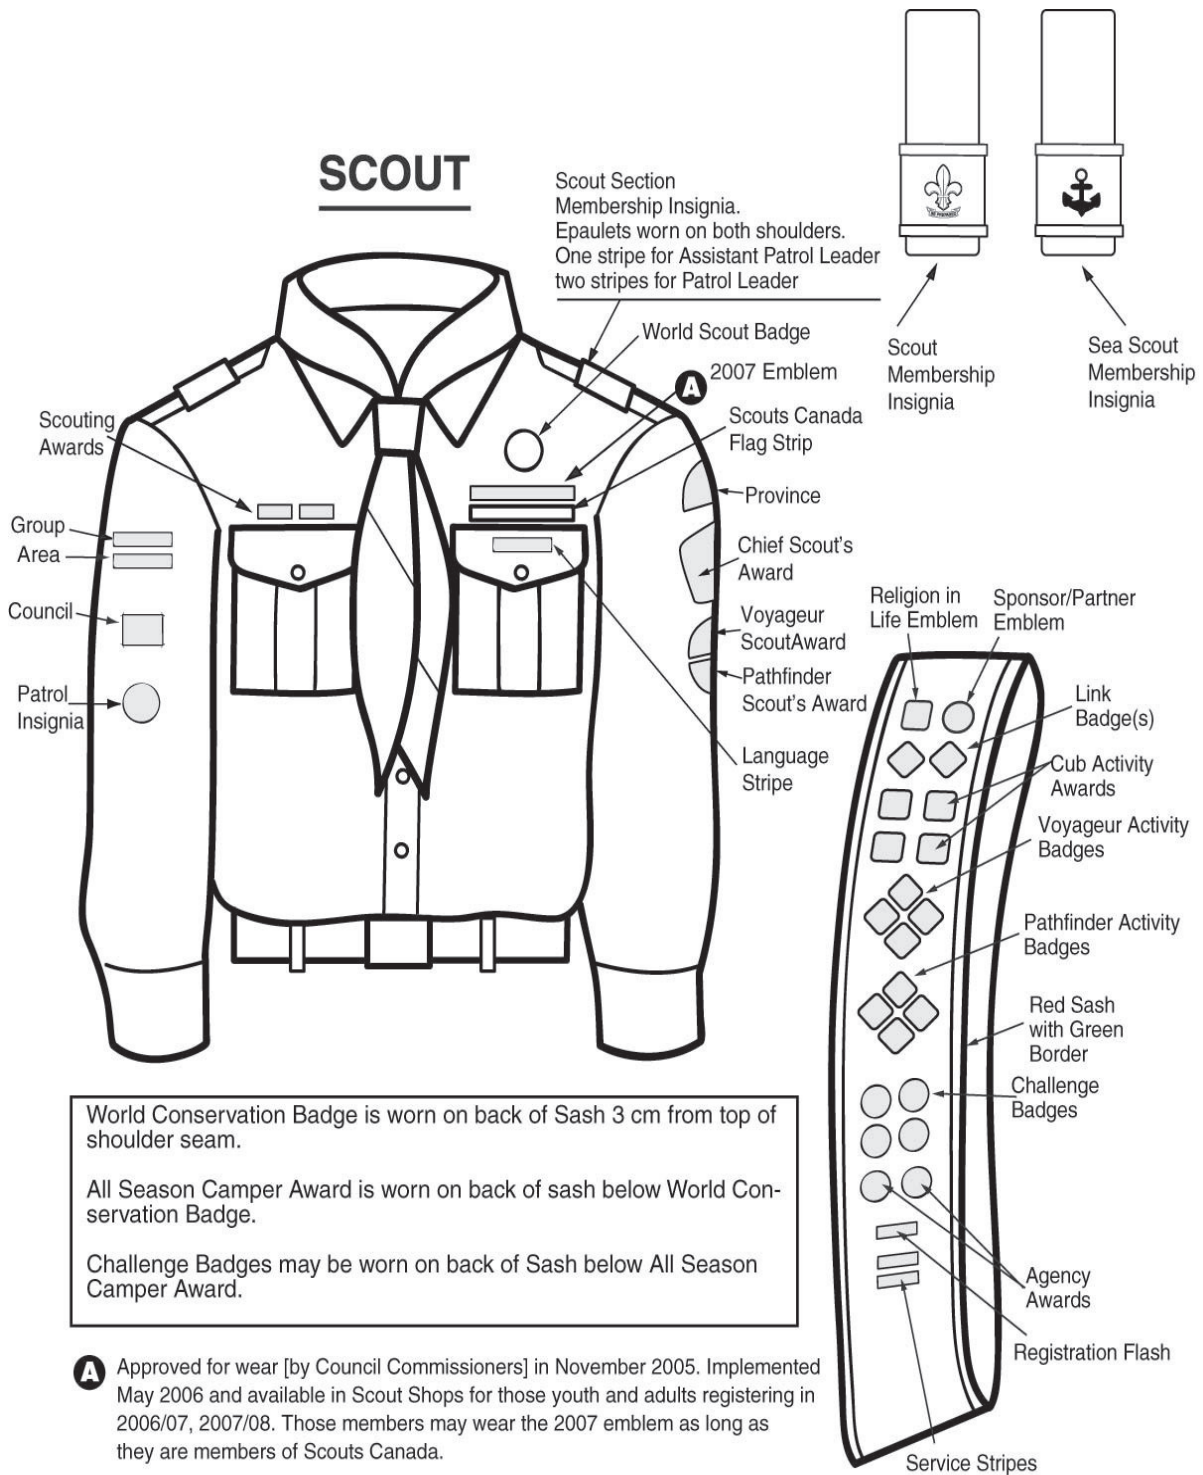 SCOUT
Scout Section
Membership Insignia.
Epaulets worn on both shoulders.
One stripe for Assistant Patrol Leader
two stripes for Patrol Leader
BE PREPARED
Scout
Membership
Insignia
Sea Scout
Membership
Insignia
World Scout Badge
A
2007 Emblem
Scouts Canada
Flag Strip
Scouting
Awards
Group
Area
Council
Patrol
Insignia
Province
Chief Scout's
Award
Voyageur
ScoutAward
Pathfinder
Scout's Award
Language
Stripe
Religion in
Life Emblem
Sponsor/Partner
Emblem
Link
Badge(s)
Cub Activity
Awards
Voyageur Activity
Badges
Pathfinder Activity
Badges
Red Sash
with Green
Border
Challenge
Badges
Agency
Awards
Registration Flash
Service Stripes
World Conservation Badge is worn on back of Sash 3 cm from top of
shoulder seam.
All Season Camper Award is worn on back of sash below World Con-
servation Badge.
Challenge Badges may be worn on back of Sash below All Season
Camper Award.
A Approved for wear [by Council Commissioners] in November 2005. Implemented
May 2006 and available in Scout Shops for those youth and adults registering in
2006/07, 2007/08. Those members may wear the 2007 emblem as long as
they are members of Scouts Canada.